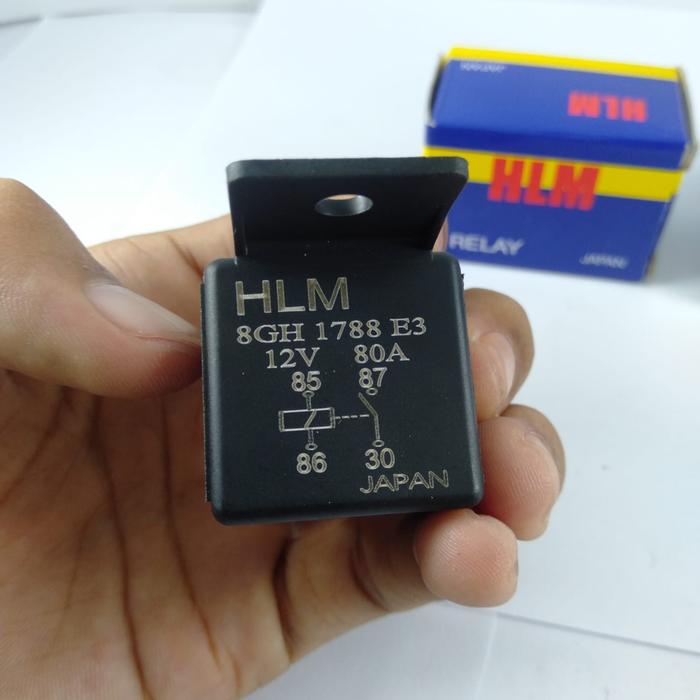 HLM
HLM
RELAY
JAPAN
HLM
8GH 1788 E3
12V 80A
85 87
86 30
JAPAN